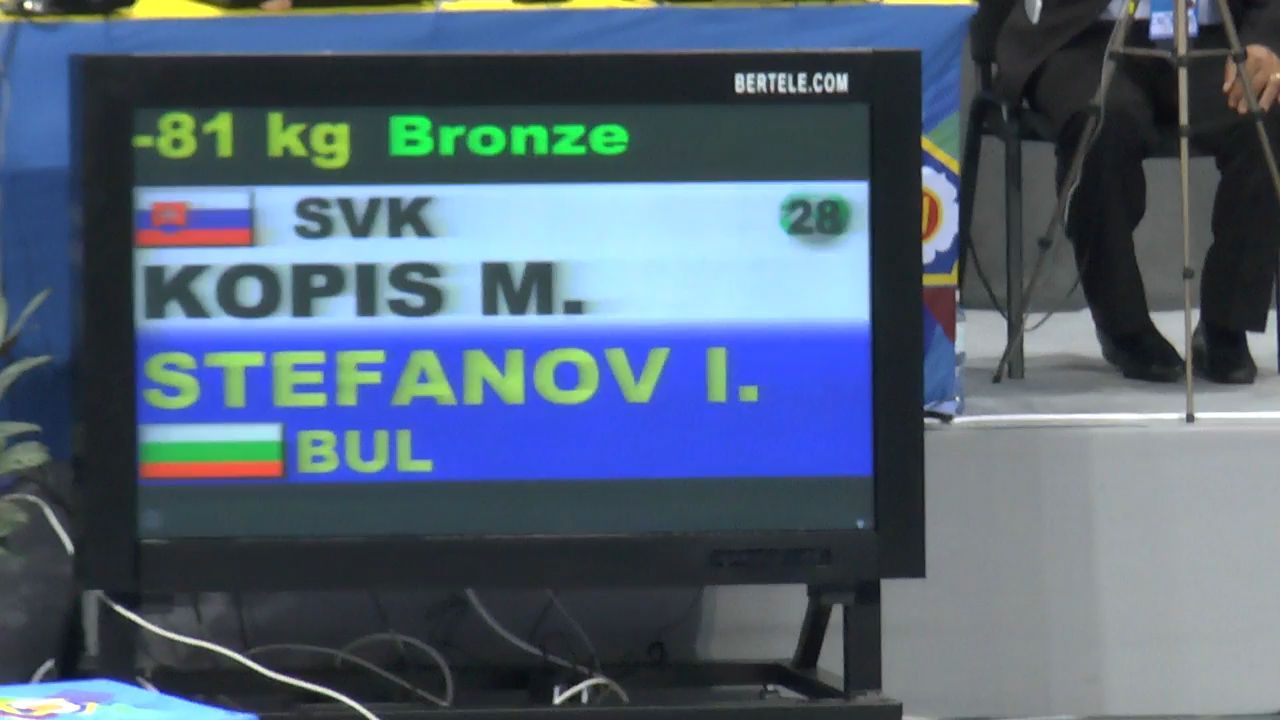 BERTELE.COM
-81 kg Bronze
SVK 28
KOPIS M.
STEFANOV I.
BUL